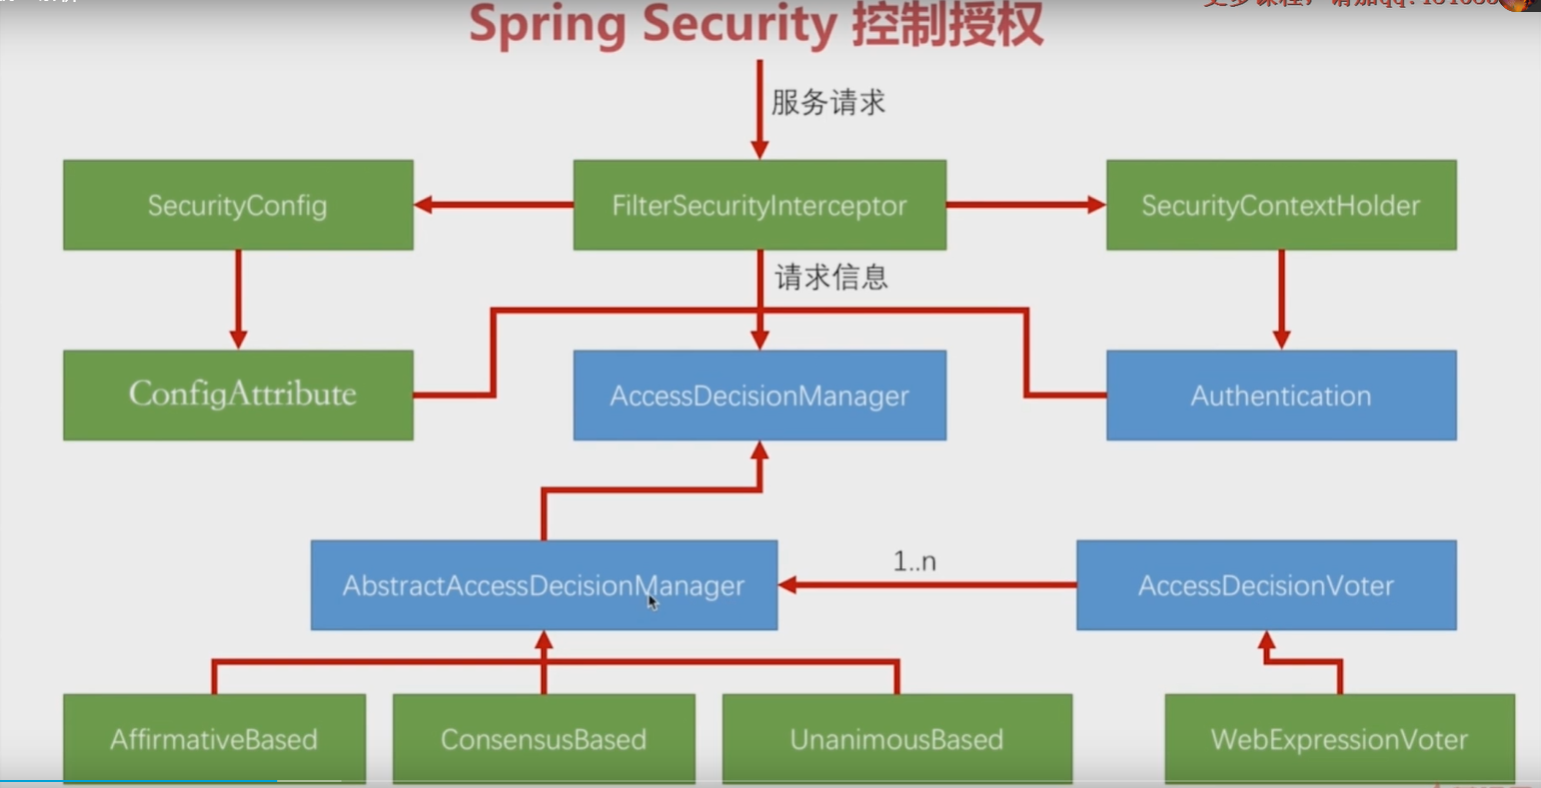 Spring Security 控制授权
服务请求
SecurityConfig
FilterSecurityInterceptor
SecurityContextHolder
请求信息
ConfigAttribute
AccessDecisionManager
Authentication
AbstractAccessDecisionManager
1..n
AccessDecisionVoter
AffirmativeBased
ConsensusBased
UnanimousBased
WebExpressionVoter